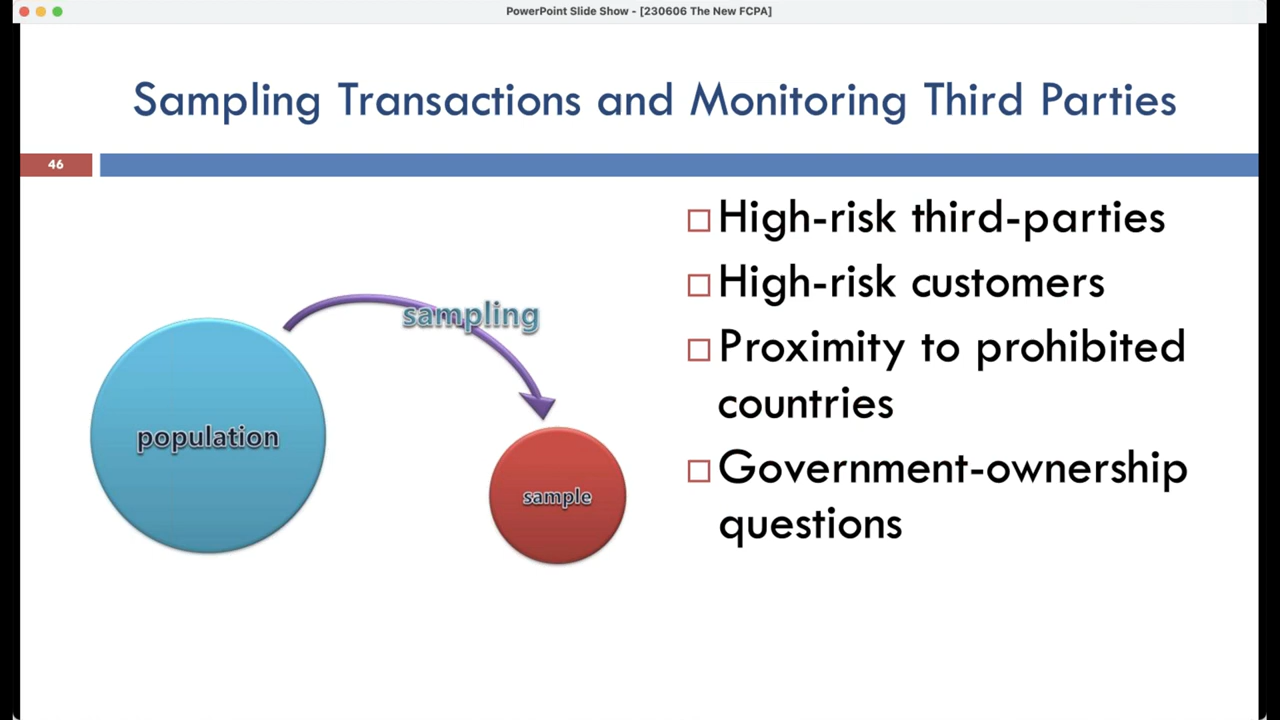 PowerPoint Slide Show - [230606 The New FCPA]
Sampling Transactions and Monitoring Third Parties
46
High-risk third-parties
High-risk customers
Proximity to prohibited
countries
Government-ownership
questions
sampling
population
sample